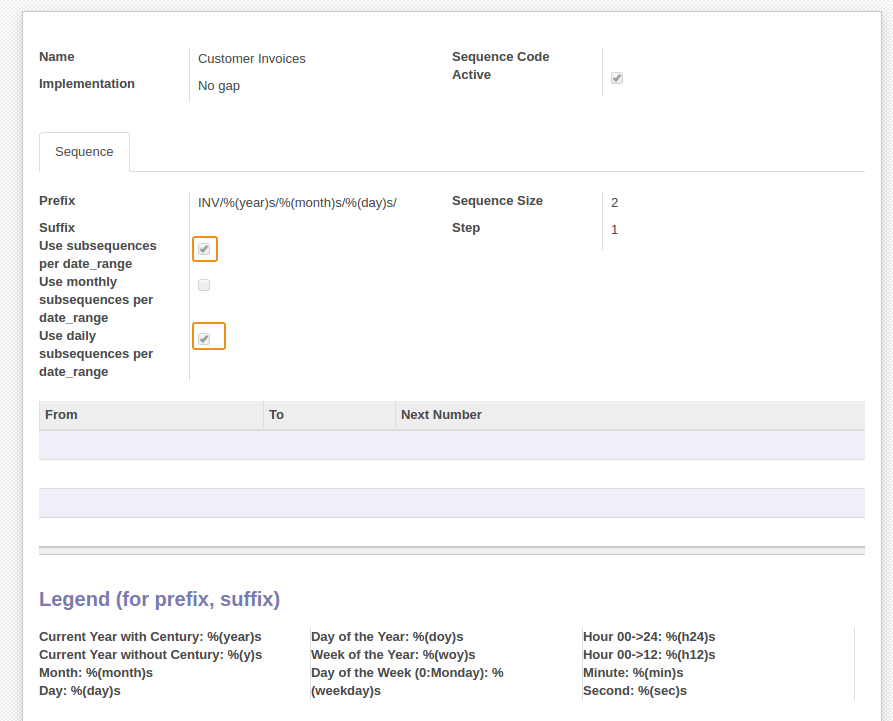 Name
Customer Invoices
Sequence Code
Active
Implementation
No gap
Sequence
Prefix
INV/%(year)s/%(month)s/%(day)s/
Sequence Size
2
Suffix
Step
1
Use subsequences
per date_range
Use monthly
subsequences per
date_range
Use daily
subsequences per
date_range
From
To
Next Number
Legend (for prefix, suffix)
Current Year with Century: %(year)s
Current Year without Century: %(y)s
Month: %(month)s
Day: %(day)s
Day of the Year: %(doy)s
Week of the Year: %(woy)s
Day of the Week (0:Monday): %
(weekday)s
Hour 00->24: %(h24)s
Hour 00->12: %(h12)s
Minute: %(min)s
Second: %(sec)s